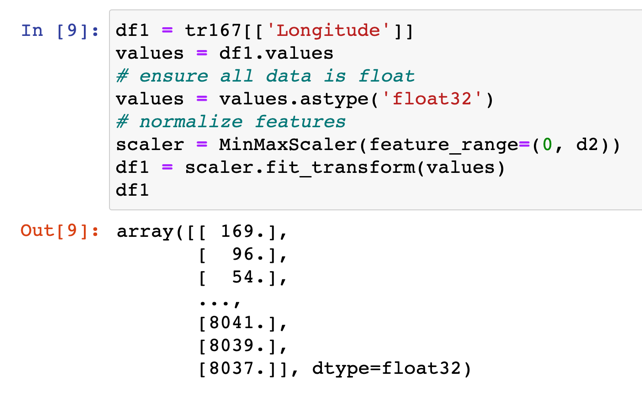 In [9]: df1 = tr167[['Longitude']]
values = df1.values
# ensure all data is float
values = values.astype('float32')
# normalize features
scaler = MinMaxScaler(feature_range=(0, d2))
df1 = scaler.fit_transform(values)
df1
Out[9]: array([[ 169.],
[ 96.],
[ 54.],
...,
[8041.],
[8039.],
[8037.]], dtype=float32)